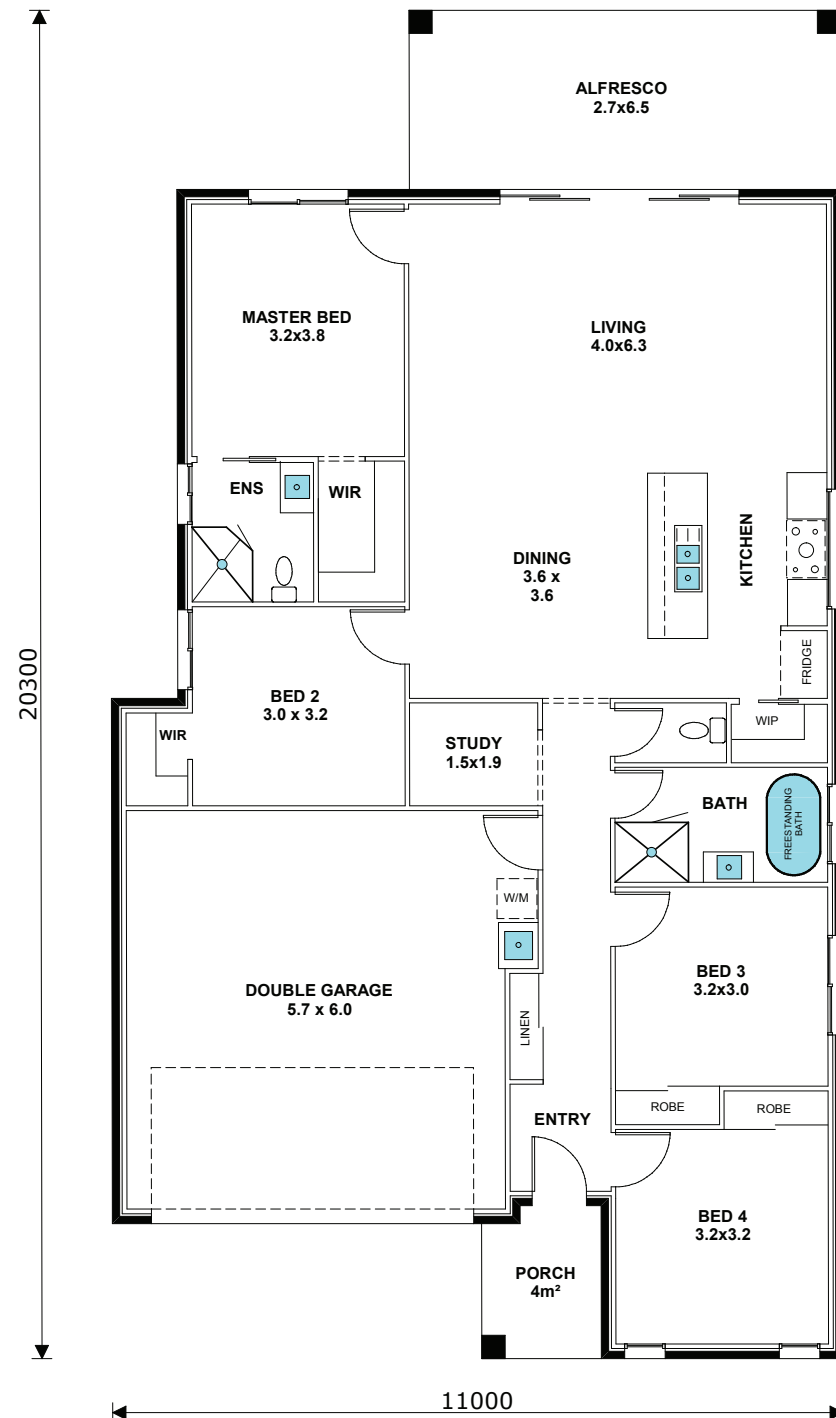 ALFRESCO
2.7x6.5
MASTER BED
3.2x3.8
LIVING
4.0x6.3
ENS
WIR
DINING
3.6 x
3.6
KITCHEN
FRIDGE
20300
BED 2
3.0 x 3.2
WIR
STUDY
1.5x1.9
WIP
BATH
FREESTANDING
BATH
W/M
DOUBLE GARAGE
5.7 x 6.0
LINEN
BED 3
3.2x3.0
ROBE
ROBE
ENTRY
BED 4
3.2x3.2
PORCH
4m²
11000